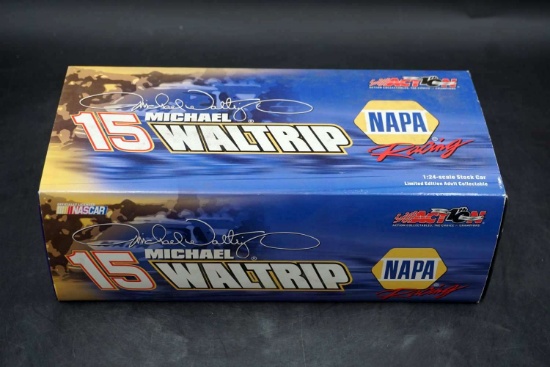 Michael Waltrip
ACTION
15 MICHAEL WALTRIP
NAPA
Racing
1:24-scale Stock Car
Limited Edition Adult Collectable
NASCAR
Michael Waltrip
ACTION
15 MICHAEL WALTRIP
NAPA
Racing